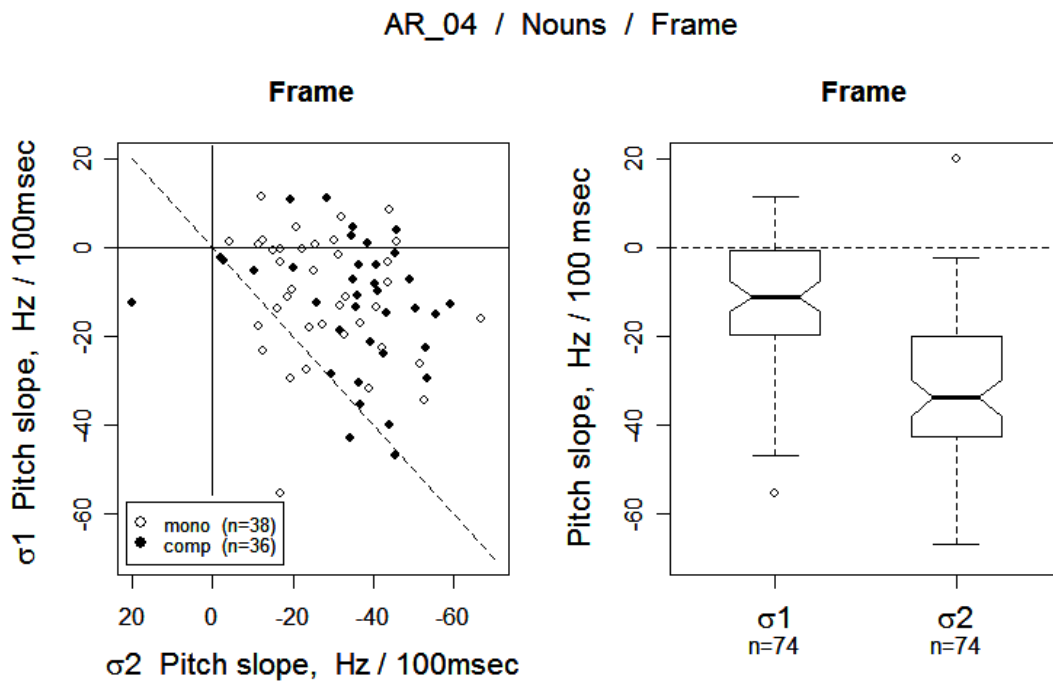 AR_04 / Nouns / Frame
Frame
σ1 Pitch slope, Hz / 100msec
20
0
-20
-40
-60
mono (n=38)
comp (n=36)
20 0 -20 -40 -60
σ2 Pitch slope, Hz / 100msec
Frame
Pitch slope, Hz / 100 msec
20
0
-20
-40
-60
σ1 σ2
n=74 n=74